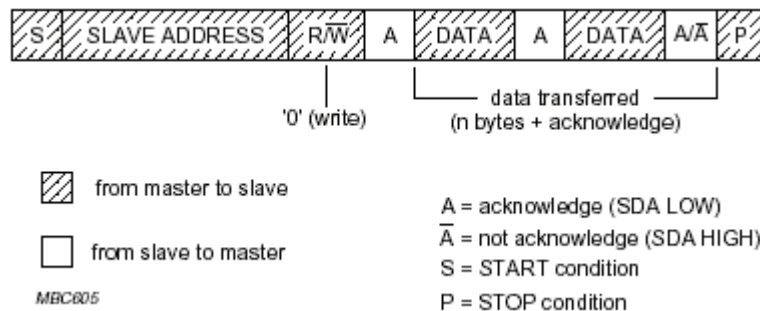 S SLAVE ADDRESS R/W̅ A DATA A DATA A/A̅ P
'0' (write)
data transferred
(n bytes + acknowledge)
from master to slave
from slave to master
A = acknowledge (SDA LOW)
A̅ = not acknowledge (SDA HIGH)
S = START condition
P = STOP condition
MBC605